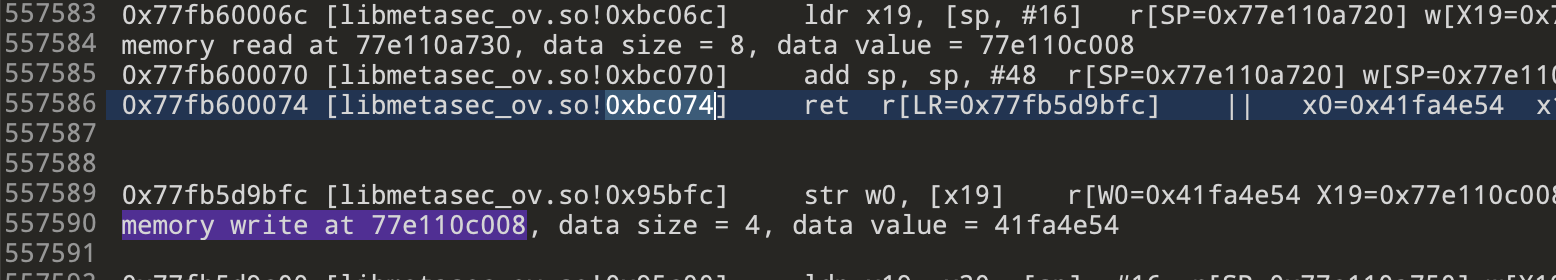 557583 0x77fb60006c [libmetasec_ov.so!0xbc06c] ldr x19, [sp, #16] r[SP=0x77e110a720] w[X19=0x7
557584 memory read at 77e110a730, data size = 8, data value = 77e110c008
557585 0x77fb600070 [libmetasec_ov.so!0xbc070] add sp, sp, #48 r[SP=0x77e110a720] w[SP=0x77e110
557586 0x77fb600074 [libmetasec_ov.so!0xbc074] ret r[LR=0x77fb5d9bfc] || x0=0x41fa4e54 x
557587
557588
557589 0x77fb5d9bfc [libmetasec_ov.so!0x95bfc] str w0, [x19] r[W0=0x41fa4e54 X19=0x77e110c008
557590 memory write at 77e110c008, data size = 4, data value = 41fa4e54
557591